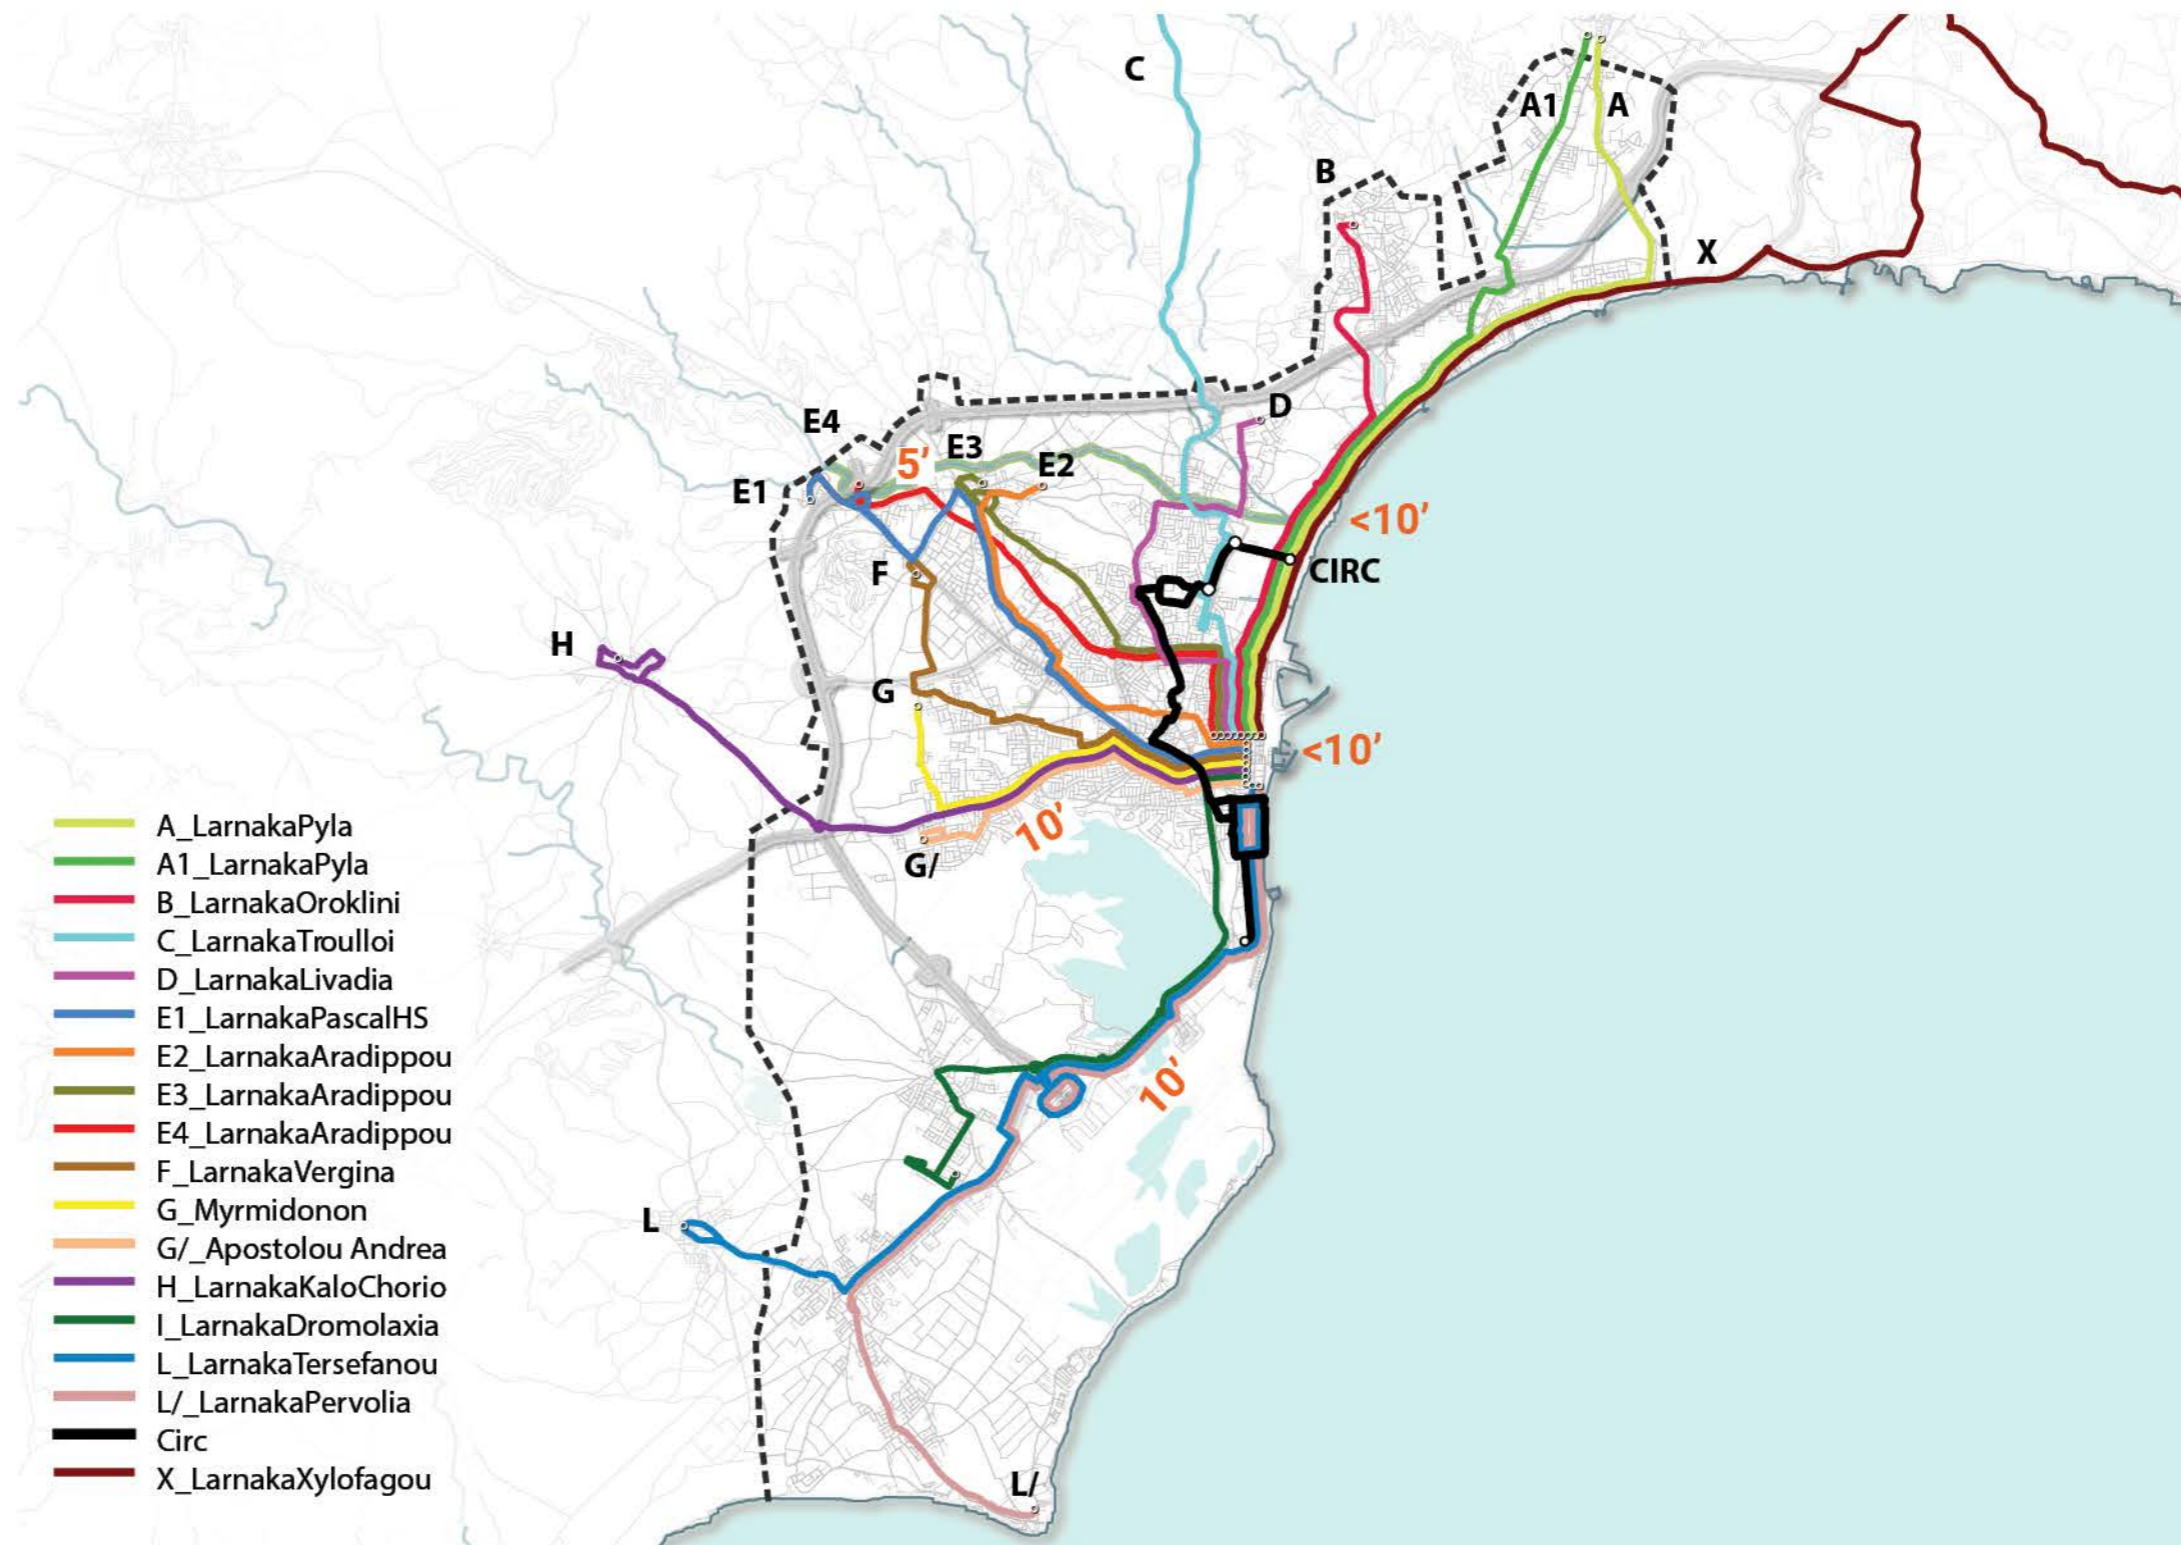 C
A1
A
B
X
D
E4
E3
5’
E2
E1
<10’
CIRC
F
H
G
<10’
10’
G/
A_LarnakaPyla
A1_LarnakaPyla
B_LarnakaOroklini
C_LarnakaTroulloi
D_LarnakaLivadia
E1_LarnakaPascalHS
E2_LarnakaAradippou
E3_LarnakaAradippou
E4_LarnakaAradippou
F_LarnakaVergina
G_Myrmidonon
G/_Apostolou Andrea
H_LarnakaKaloChorio
I_LarnakaDromolaxia
L_LarnakaTersefanou
L/_LarnakaPervolia
Circ
X_LarnakaXylofagou
10’
L
L/